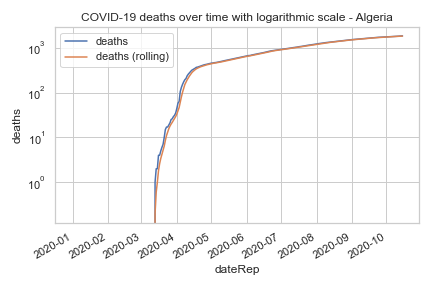 COVID-19 deaths over time with logarithmic scale - Algeria
deaths
deaths (rolling)
deaths
10³
10²
10¹
10⁰
2020-01
2020-02
2020-03
2020-04
2020-05
2020-06
2020-07
2020-08
2020-09
2020-10
dateRep